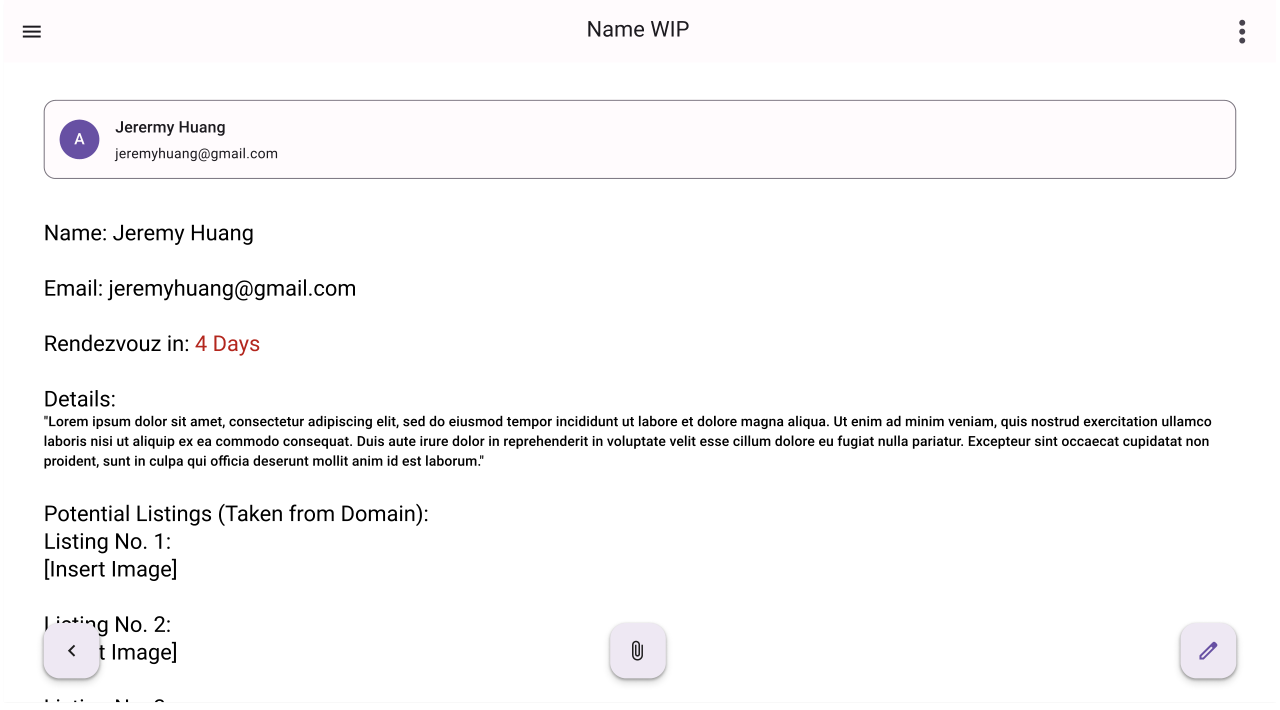 Name WIP
A
Jerermy Huang
jeremyhuang@gmail.com
Name: Jeremy Huang
Email: jeremyhuang@gmail.com
Rendezvouz in: 4 Days
Details:
"Lorem ipsum dolor sit amet, consectetur adipiscing elit, sed do eiusmod tempor incididunt ut labore et dolore magna aliqua. Ut enim ad minim veniam, quis nostrud exercitation ullamco
laboris nisi ut aliquip ex ea commodo consequat. Duis aute irure dolor in reprehenderit in voluptate velit esse cillum dolore eu fugiat nulla pariatur. Excepteur sint occaecat cupidatat non
proident, sunt in culpa qui officia deserunt mollit anim id est laborum."
Potential Listings (Taken from Domain):
Listing No. 1:
[Insert Image]
Listing No. 2:
Image]